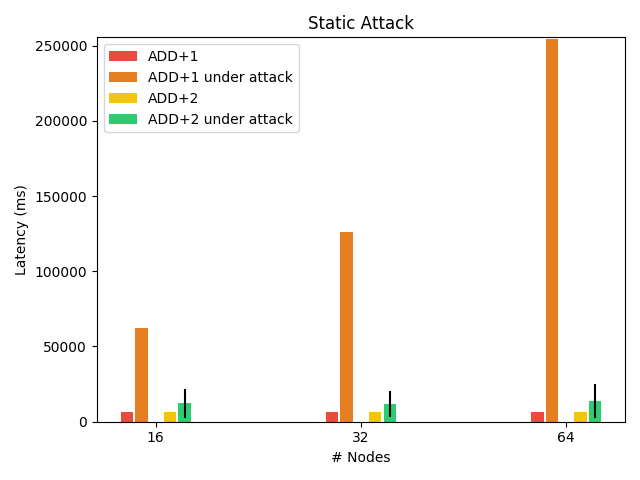 Static Attack
ADD+1
ADD+1 under attack
ADD+2
ADD+2 under attack
Latency (ms)
250000
200000
150000
100000
50000
0
16 32 64
# Nodes